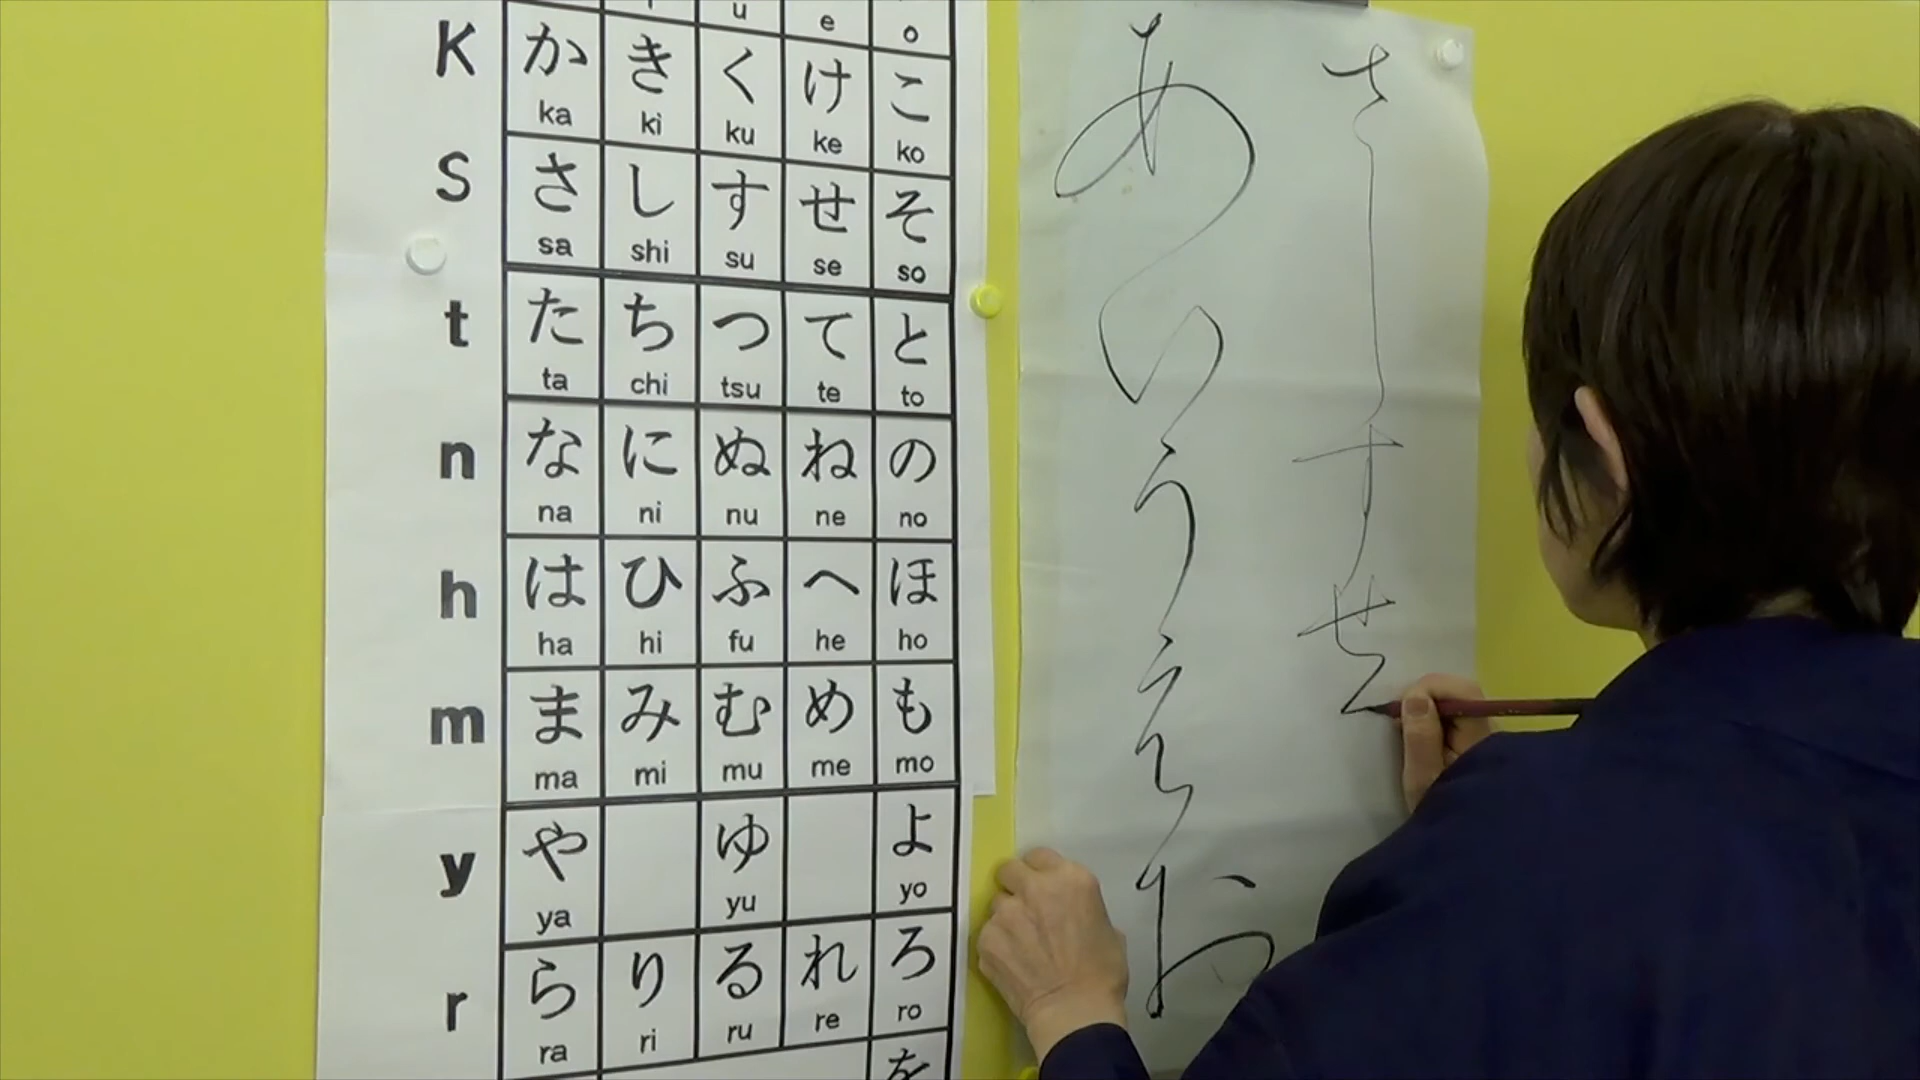 u e o
K か き く け こ
ka ki ku ke ko
S さ し す せ そ
sa shi su se so
t た ち つ て と
ta chi tsu te to
n な に ぬ ね の
na ni nu ne no
h は ひ ふ へ ほ
ha hi fu he ho
m ま み む め も
ma mi mu me mo
y や ゆ よ
ya yu yo
r ら り る れ ろ
ra ri ru re ro
を
あいうえお
さしすせ